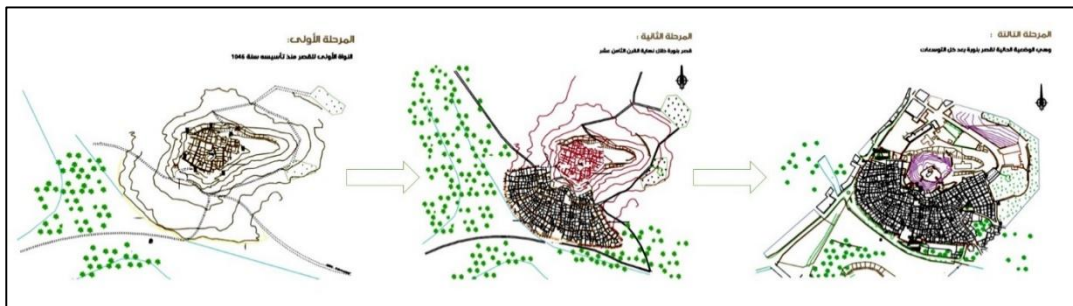 المرحلة الأولى:
النواة الأولى للقصر منذ تأسيسه سنة 1046
المرحلة الثانية :
قصر بنورة خلال نهاية القرن الثامن عشر
المرحلة الثالثة :
وهي الوضعية الحالية لقصر بنورة بعد كل التوسعات